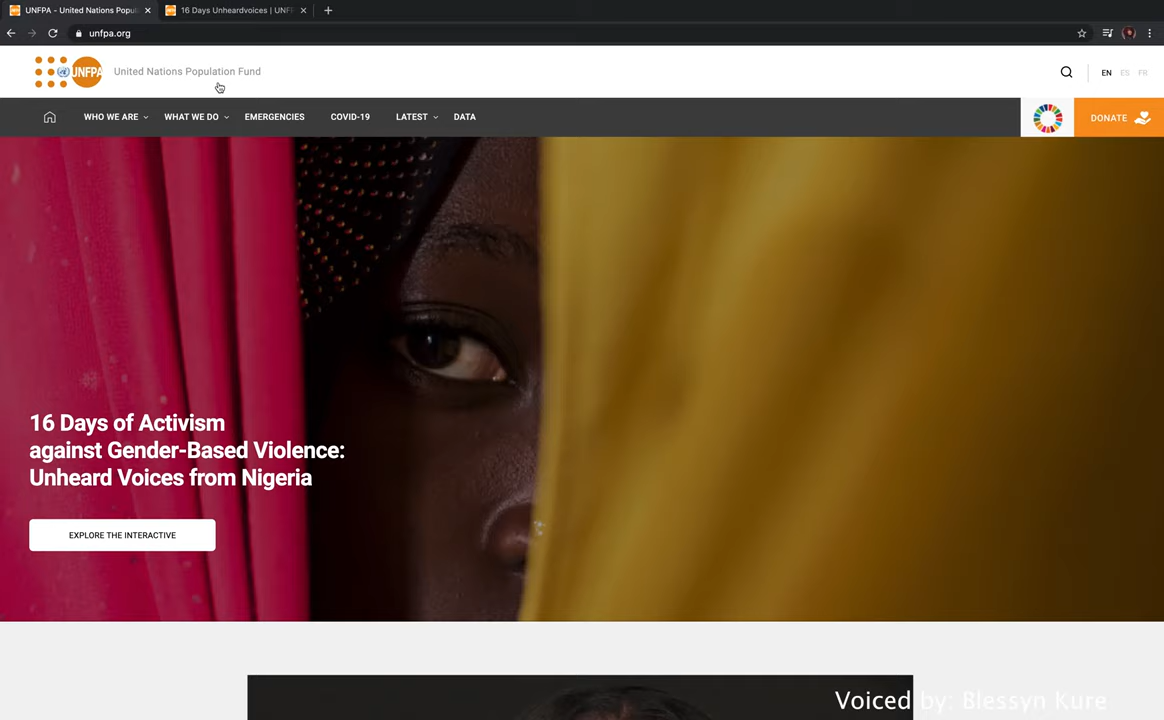 UNFPA - United Nations Popul
16 Days Unheardvoices | UNFP
unfpa.org
UNFPA
United Nations Population Fund
EN ES FR
WHO WE ARE
WHAT WE DO
EMERGENCIES
COVID-19
LATEST
DATA
DONATE
16 Days of Activism
against Gender-Based Violence:
Unheard Voices from Nigeria
EXPLORE THE INTERACTIVE
Voiced by: Blessyn Kure